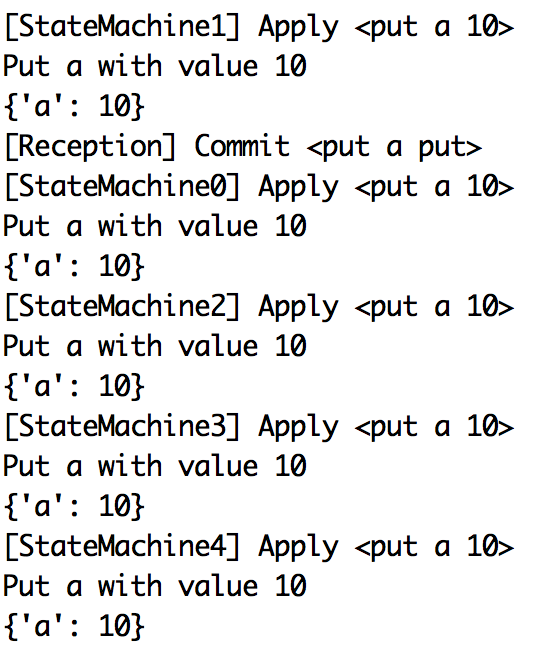 [StateMachine1] Apply <put a 10>
Put a with value 10
{'a': 10}
[Reception] Commit <put a put>
[StateMachine0] Apply <put a 10>
Put a with value 10
{'a': 10}
[StateMachine2] Apply <put a 10>
Put a with value 10
{'a': 10}
[StateMachine3] Apply <put a 10>
Put a with value 10
{'a': 10}
[StateMachine4] Apply <put a 10>
Put a with value 10
{'a': 10}